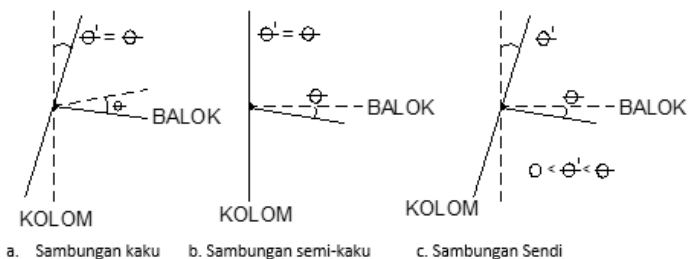 θ' = θ
θ
BALOK
KOLOM
a. Sambungan kaku
θ' = θ
θ
BALOK
KOLOM
b. Sambungan semi-kaku
θ'
θ
BALOK
0 < θ' < θ
KOLOM
c. Sambungan Sendi